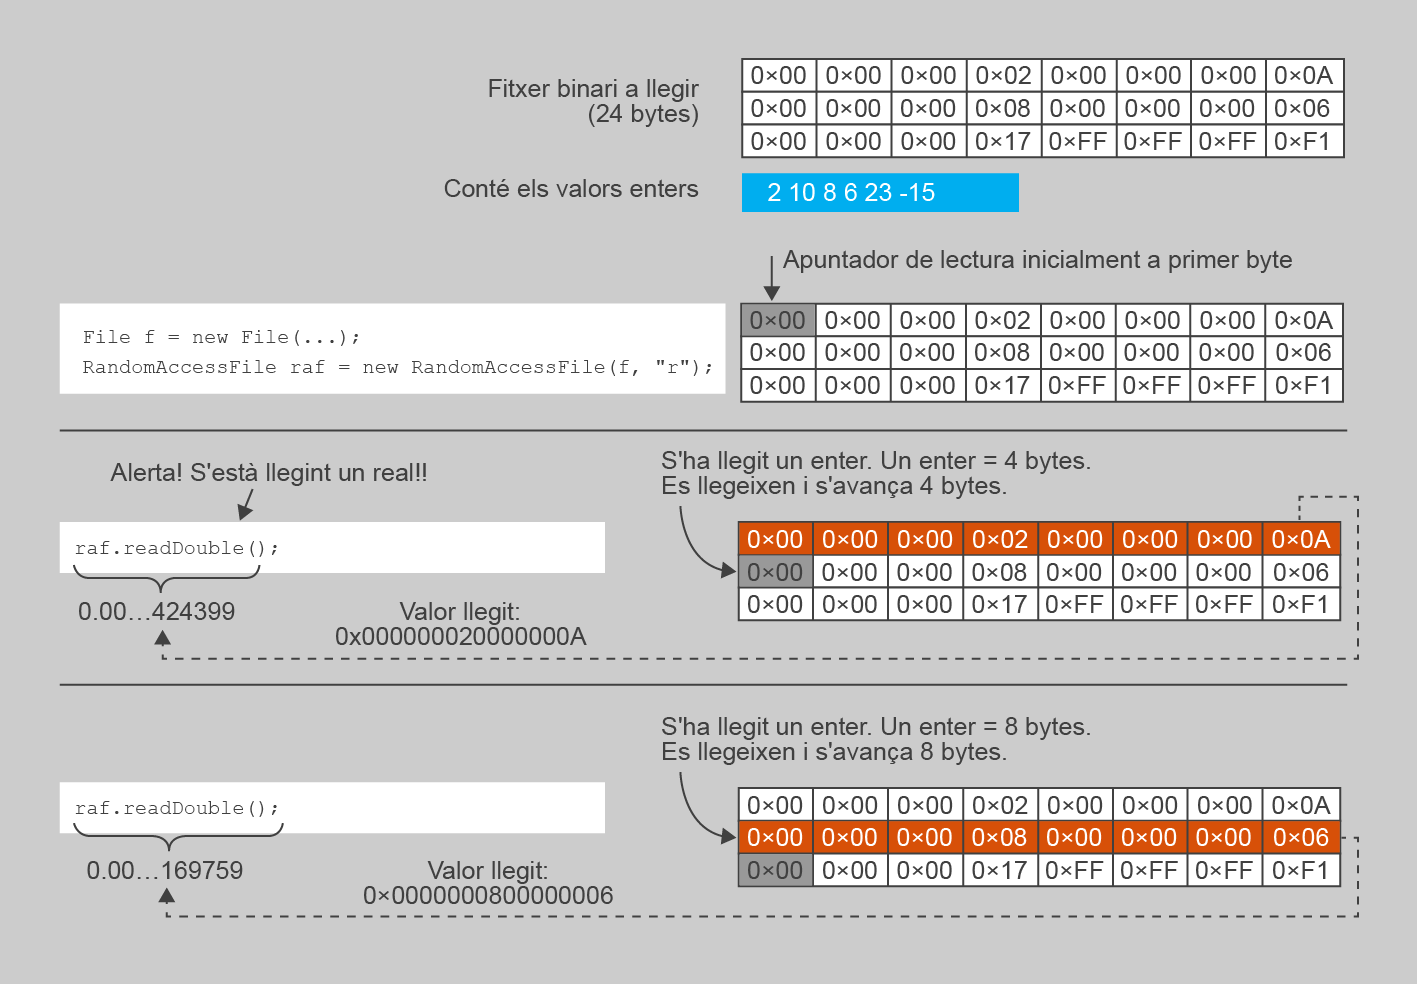 Fitxer binari a llegir
(24 bytes)
0×00 0×00 0×00 0×02 0×00 0×00 0×00 0×0A
0×00 0×00 0×00 0×08 0×00 0×00 0×00 0×06
0×00 0×00 0×00 0×17 0×FF 0×FF 0×FF 0×F1
Conté els valors enters
2 10 8 6 23 -15
Apuntador de lectura inicialment a primer byte
File f = new File(...);
RandomAccessFile raf = new RandomAccessFile(f, "r");
0×00 0×00 0×00 0×02 0×00 0×00 0×00 0×0A
0×00 0×00 0×00 0×08 0×00 0×00 0×00 0×06
0×00 0×00 0×00 0×17 0×FF 0×FF 0×FF 0×F1
Alerta! S'està llegint un real!!
S'ha llegit un enter. Un enter = 4 bytes.
Es llegeixen i s'avança 4 bytes.
raf.readDouble();
0.00...424399
Valor llegit:
0x000000020000000A
0×00 0×00 0×00 0×02 0×00 0×00 0×00 0×0A
0×00 0×00 0×00 0×08 0×00 0×00 0×00 0×06
0×00 0×00 0×00 0×17 0×FF 0×FF 0×FF 0×F1
S'ha llegit un enter. Un enter = 8 bytes.
Es llegeixen i s'avança 8 bytes.
raf.readDouble();
0.00...169759
Valor llegit:
0×0000000800000006
0×00 0×00 0×00 0×02 0×00 0×00 0×00 0×0A
0×00 0×00 0×00 0×08 0×00 0×00 0×00 0×06
0×00 0×00 0×00 0×17 0×FF 0×FF 0×FF 0×F1